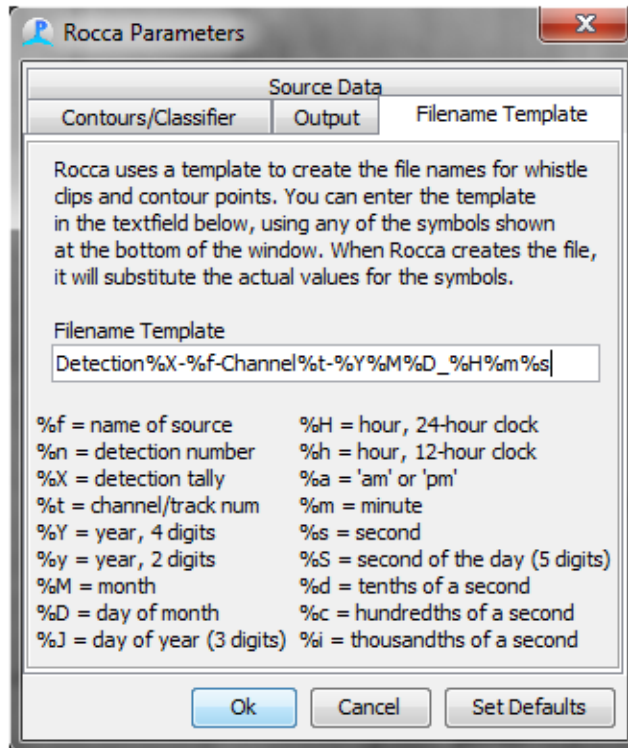 Rocca Parameters
Source Data
Contours/Classifier Output Filename Template
Rocca uses a template to create the file names for whistle
clips and contour points. You can enter the template
in the textfield below, using any of the symbols shown
at the bottom of the window. When Rocca creates the file,
it will substitute the actual values for the symbols.
Filename Template
Detection%X-%f-Channel%t-%Y%M%D_%H%m%s
%f = name of source %H = hour, 24-hour clock
%n = detection number %h = hour, 12-hour clock
%X = detection tally %a = 'am' or 'pm'
%t = channel/track num %m = minute
%Y = year, 4 digits %s = second
%y = year, 2 digits %S = second of the day (5 digits)
%M = month %d = tenths of a second
%D = day of month %c = hundredths of a second
%J = day of year (3 digits) %i = thousandths of a second
Ok Cancel Set Defaults